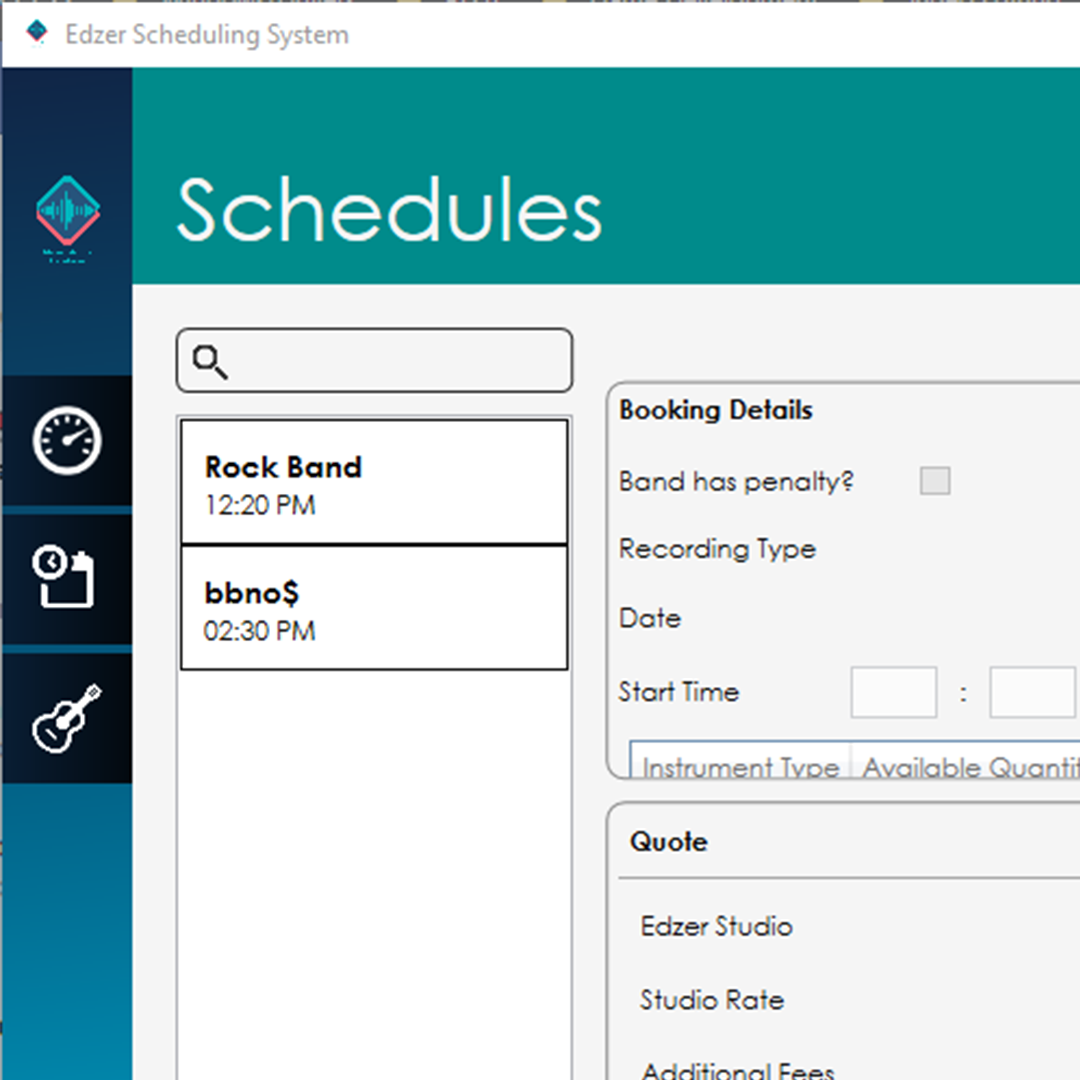 Edzer Scheduling System
Schedules
Rock Band
12:20 PM
bbno$
02:30 PM
Booking Details
Band has penalty?
Recording Type
Date
Start Time :
Instrument Type Available Quantit
Quote
Edzer Studio
Studio Rate
Additional Fees